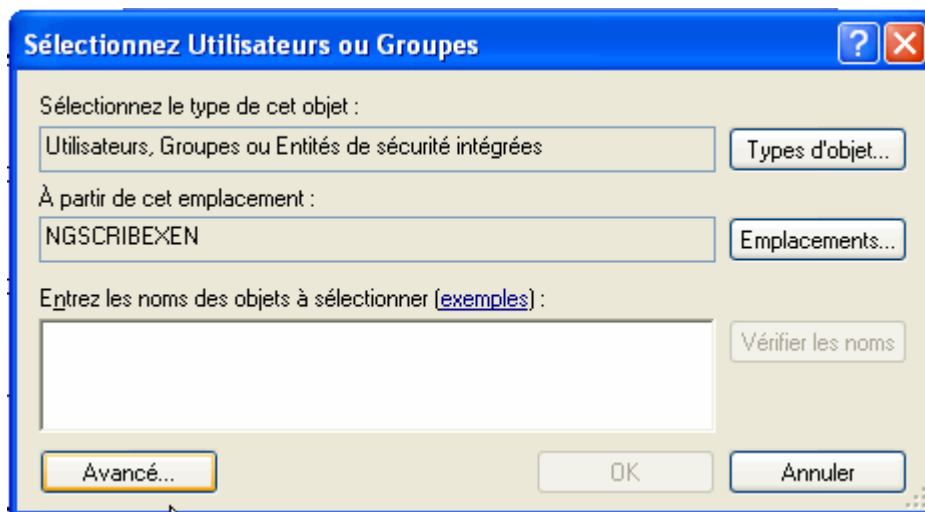 Sélectionnez Utilisateurs ou Groupes
Sélectionnez le type de cet objet :
Utilisateurs, Groupes ou Entités de sécurité intégrées
Types d'objet...
À partir de cet emplacement :
NGSCRIBEXEN
Emplacements...
Entrez les noms des objets à sélectionner (exemples) :
Vérifier les noms
Avancé...
OK
Annuler